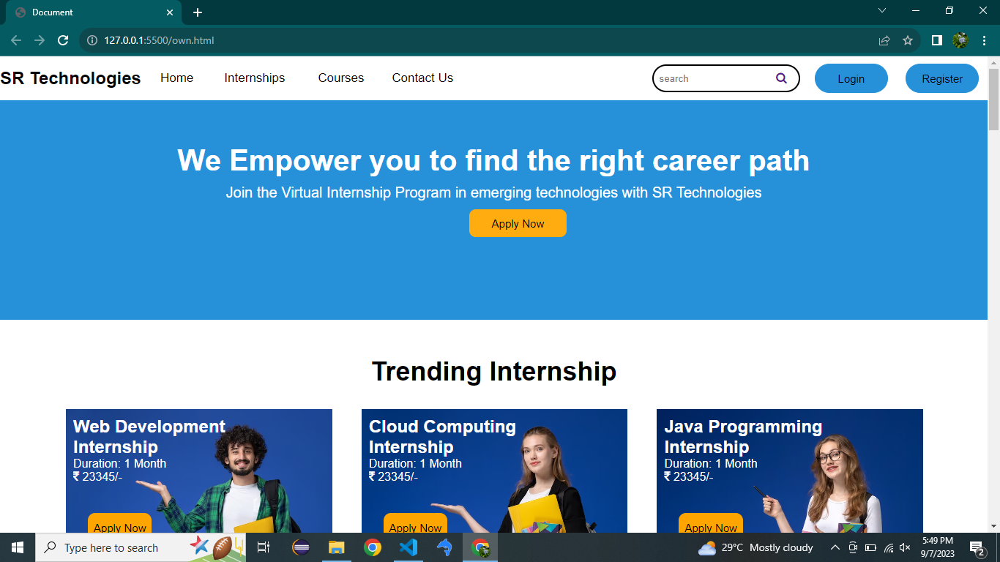 Document
127.0.0.1:5500/own.html
SR Technologies Home Internships Courses Contact Us search Login Register
We Empower you to find the right career path
Join the Virtual Internship Program in emerging technologies with SR Technologies
Apply Now
Trending Internship
Web Development
Internship
Duration: 1 Month
₹ 23345/-
Apply Now
Cloud Computing
Internship
Duration: 1 Month
₹ 23345/-
Apply Now
Java Programming
Internship
Duration: 1 Month
₹ 23345/-
Apply Now
Type here to search
29°C Mostly cloudy
5:49 PM
9/7/2023
2